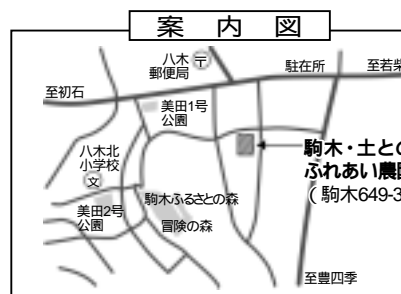 案内図
八木
郵便局
〒
駐在所
至若柴
至初石
美田1号
公園
八木北
小学校
文
駒木・土との
ふれあい農園
(駒木649-3
美田2号
公園
駒木ふるさとの森
冒険の森
至豊四季